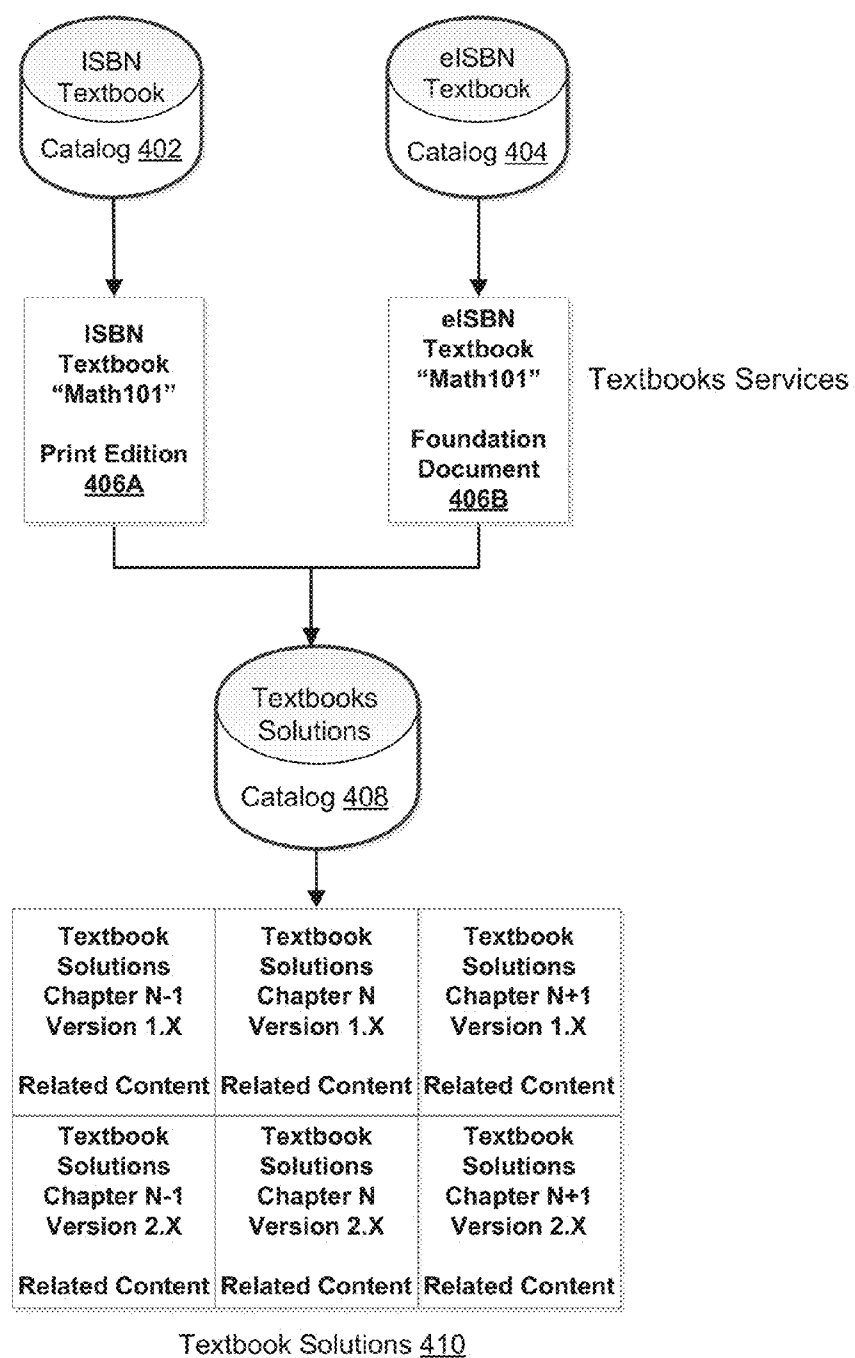 ISBN
Textbook
Catalog 402
eISBN
Textbook
Catalog 404
ISBN
Textbook
“Math101”
Print Edition
406A
eISBN
Textbook
“Math101”
Foundation
Document
406B
Textbooks Services
Textbooks
Solutions
Catalog 408
Textbook
Solutions
Chapter N-1
Version 1.X
Related Content
Textbook
Solutions
Chapter N
Version 1.X
Related Content
Textbook
Solutions
Chapter N+1
Version 1.X
Related Content
Textbook
Solutions
Chapter N-1
Version 2.X
Related Content
Textbook
Solutions
Chapter N
Version 2.X
Related Content
Textbook
Solutions
Chapter N+1
Version 2.X
Related Content
Textbook Solutions 410